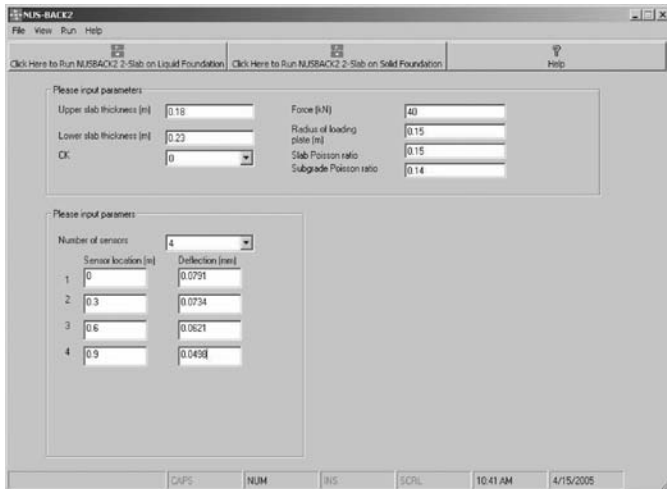 NUS-BACK2
File View Run Help
Click Here to Run NUSBACK2 2-Slab on Liquid Foundation
Click Here to Run NUSBACK2 2-Slab on Solid Foundation
Help
Please input parameters
Upper slab thickness (m) 0.18
Lower slab thickness (m) 0.23
CK 0
Force (kN) 40
Radius of loading
plate (m) 0.15
Slab Poisson ratio 0.15
Subgrade Poisson ratio 0.14
Please input paramers
Number of sensors 4
Sensor location (m) Deflection (mm)
1 0 0.0791
2 0.3 0.0734
3 0.6 0.0621
4 0.9 0.0498
CAPS NUM INS SCRL 10:41 AM 4/15/2005